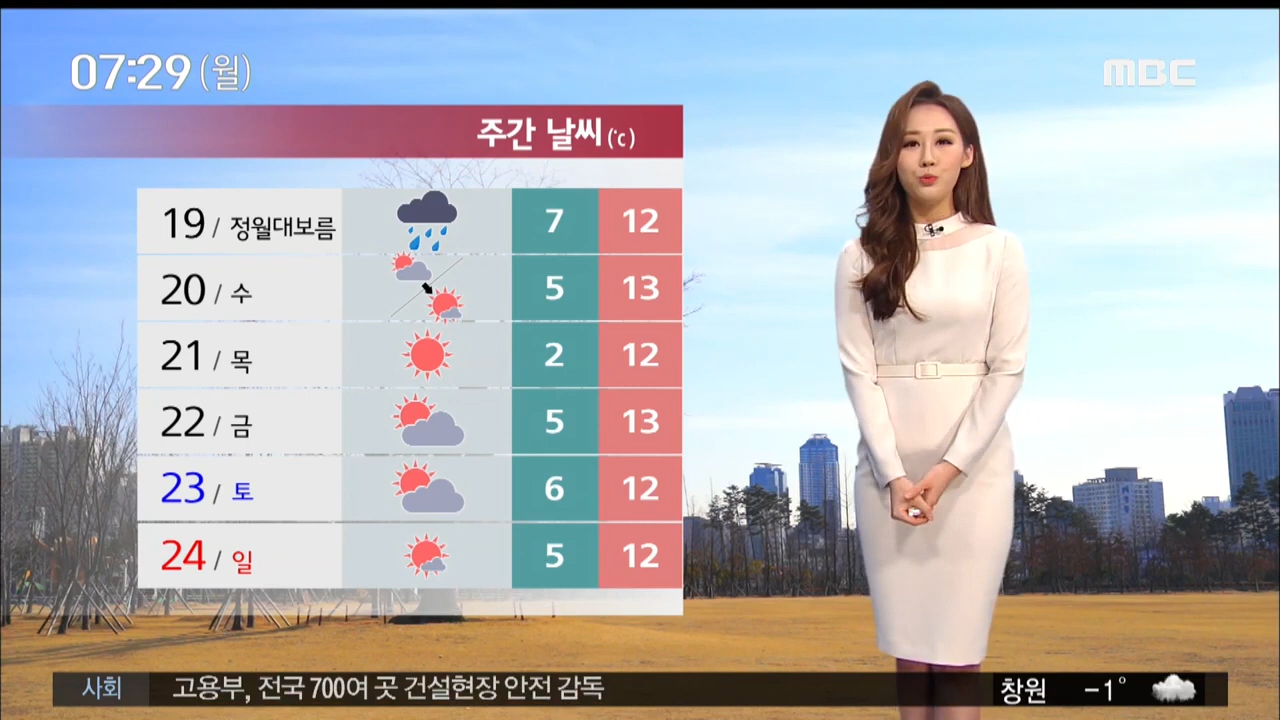 07:29 (월)
MBC
주간 날씨(℃)
19 / 정월대보름 7 12
20 / 수 5 13
21 / 목 2 12
22 / 금 5 13
23 / 토 6 12
24 / 일 5 12
사회 고용부, 전국 700여 곳 건설현장 안전 감독 창원 -1°